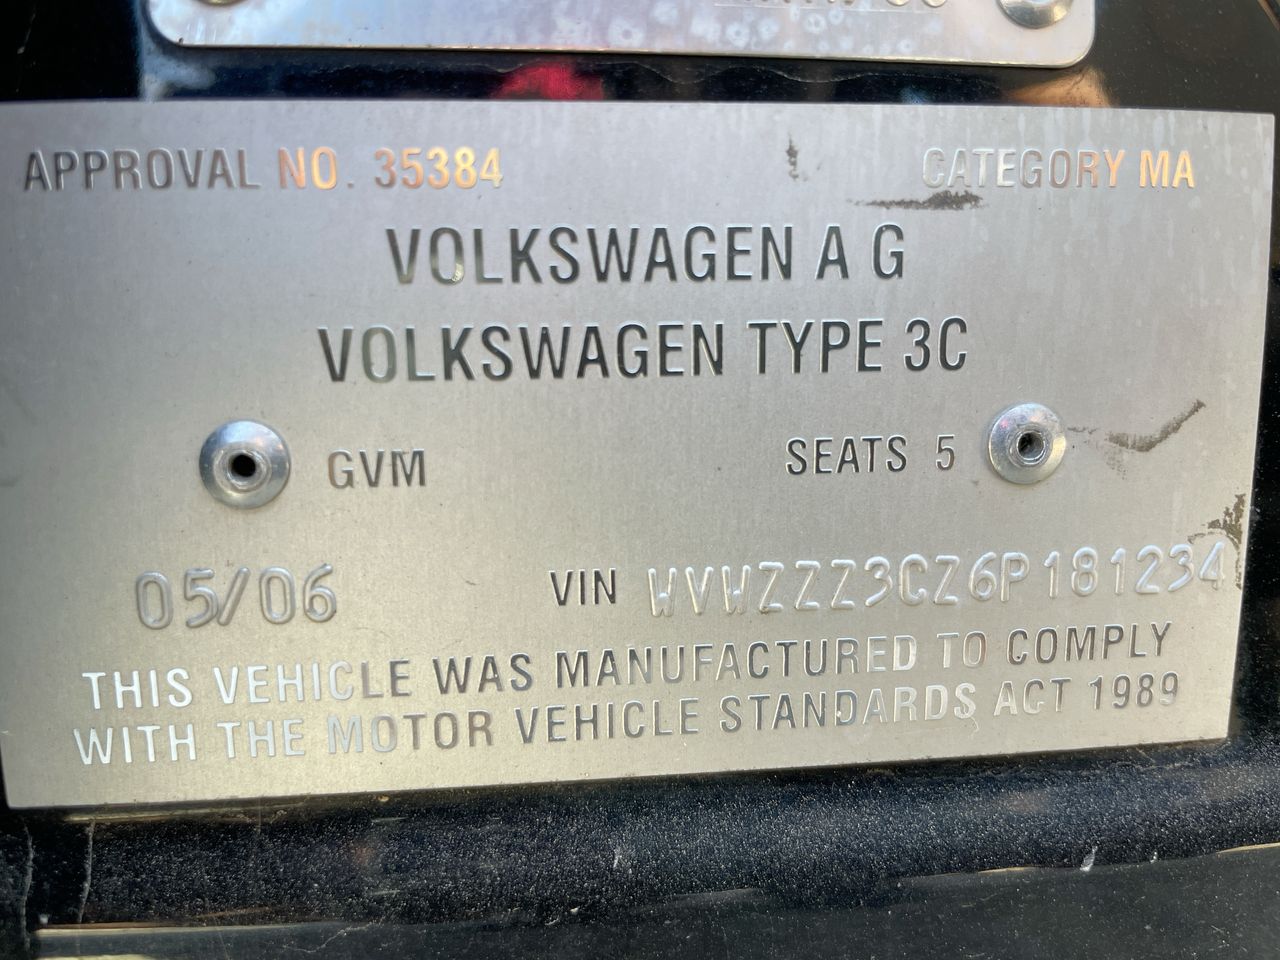 APPROVAL NO. 35384 CATEGORY MA
VOLKSWAGEN A G
VOLKSWAGEN TYPE 3C
GVM SEATS 5
05/06 VIN WVWZZZ3CZ6P181234
THIS VEHICLE WAS MANUFACTURED TO COMPLY
WITH THE MOTOR VEHICLE STANDARDS ACT 1989